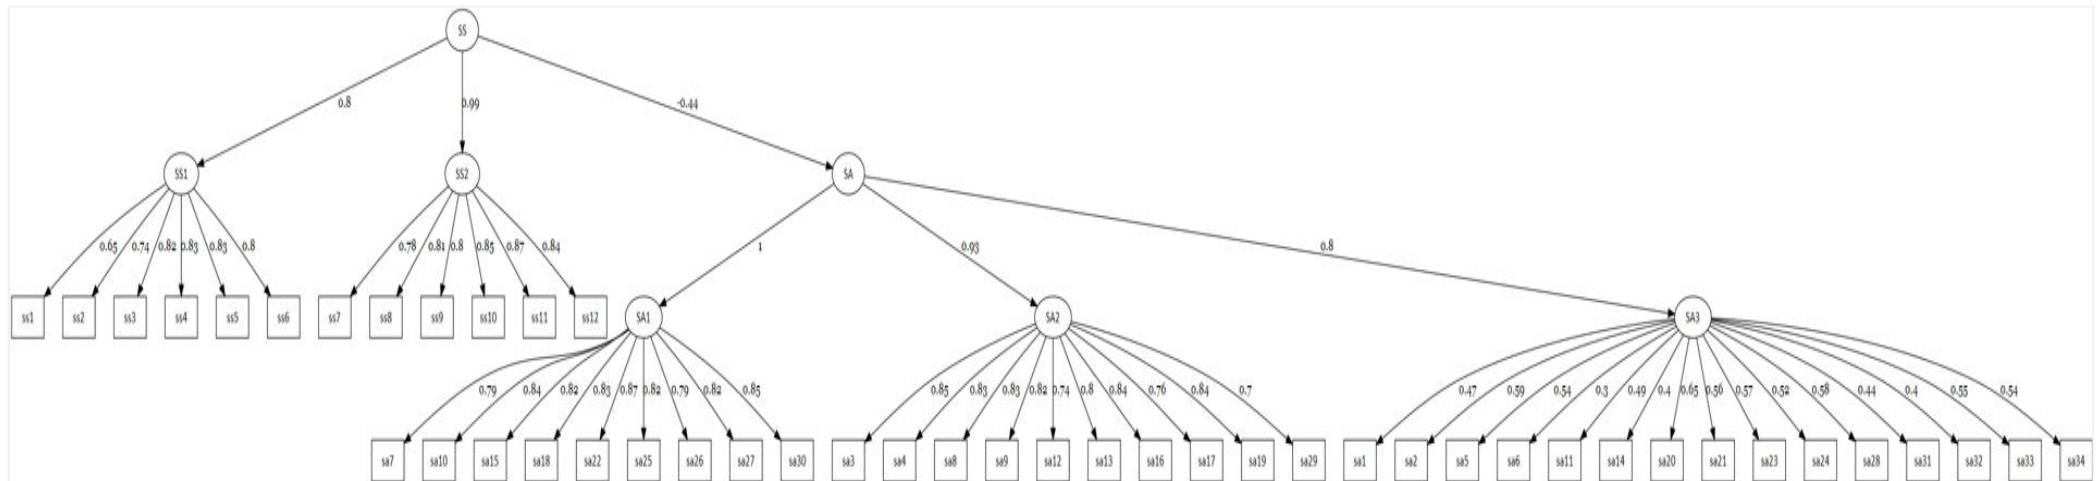 SS
0.8 0.99 -0.44
SS1 SS2 SA
0.65 0.74 0.82 0.83 0.83 0.8 0.78 0.81 0.8 0.85 0.87 0.84 1 0.93 0.8
ss1 ss2 ss3 ss4 ss5 ss6 ss7 ss8 ss9 ss10 ss11 ss12 SA1 SA2 SA3
0.79 0.84 0.82 0.83 0.87 0.82 0.79 0.82 0.85 0.85 0.83 0.83 0.82 0.74 0.8 0.84 0.76 0.84 0.7 0.47 0.59 0.54 0.3 0.49 0.4 0.65 0.56 0.57 0.52 0.58 0.44 0.4 0.55 0.54
sa7 sa10 sa15 sa18 sa22 sa25 sa26 sa27 sa30 sa3 sa4 sa8 sa9 sa12 sa13 sa16 sa17 sa19 sa29 sa1 sa2 sa5 sa6 sa11 sa14 sa20 sa21 sa23 sa24 sa28 sa31 sa32 sa33 sa34